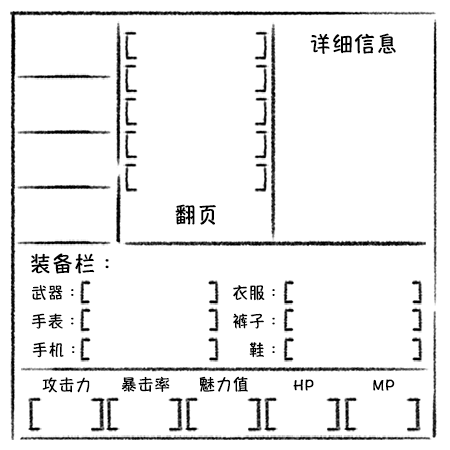 详细信息
翻页
装备栏：
武器：[ ] 衣服：[ ]
手表：[ ] 裤子：[ ]
手机：[ ] 鞋：[ ]
攻击力 暴击率 魅力值 HP MP